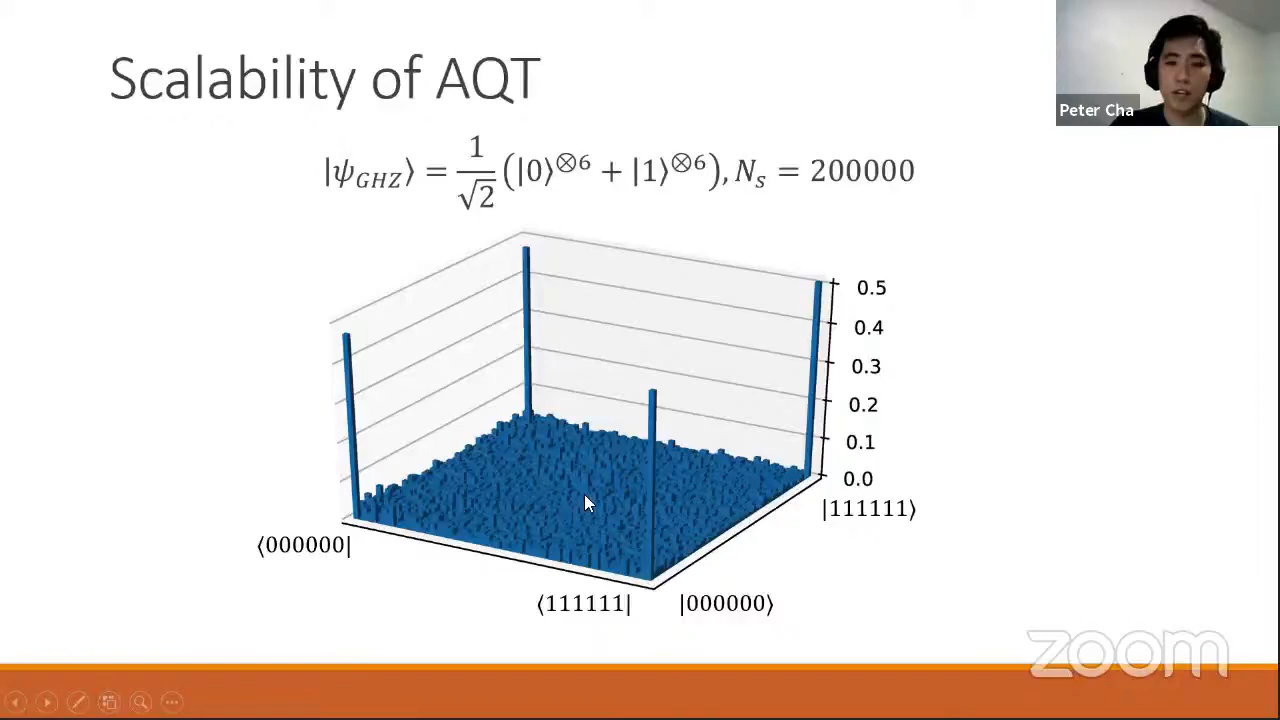 Scalability of AQT
|ψ_GHZ⟩ = 1/√2 (|0⟩^⊗6 + |1⟩^⊗6), N_s = 200000
Peter Cha
0.5
0.4
0.3
0.2
0.1
0.0
|111111⟩
⟨000000|
⟨111111|
|000000⟩
zoom